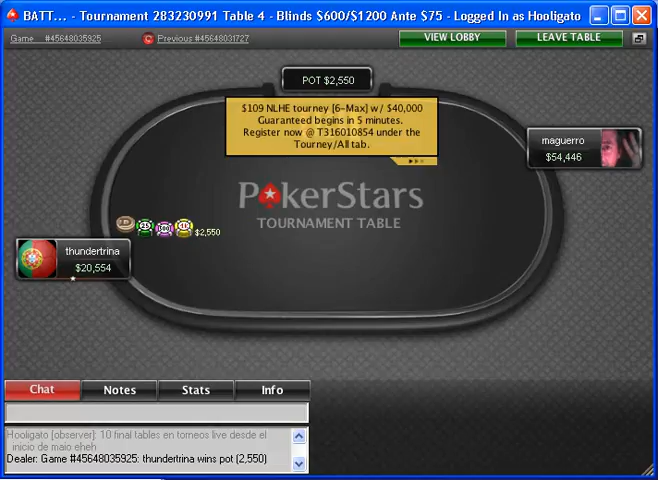 BATT... - Tournament 283230991 Table 4 - Blinds $600/$1200 Ante $75 - Logged In as Hooligato
Game #45648035925
Previous #45648031727
VIEW LOBBY
LEAVE TABLE
POT $2,550
$109 NLHE tourney [6-Max] w/ $40,000
Guaranteed begins in 5 minutes.
Register now @ T316010854 under the
Tourney/All tab.
maguerro
$54,446
PokerStars
TOURNAMENT TABLE
$2,550
thundertrina
$20,554
Chat
Notes
Stats
Info
Hooligato [observer]: 10 final tables en torneos live desde el
inicio de maio eheh
Dealer: Game #45648035925: thundertrina wins pot (2,550)